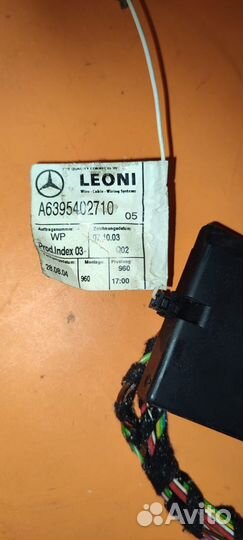 LEONI
Wire · Cable · Wiring Systems
A6395402710 05
Auftragsnummer Zeichnungsdatum
WP 07.10.03
Prod.Index 03- 002
Montage Prüfung
28.08.04 960 960
17:00
Avito